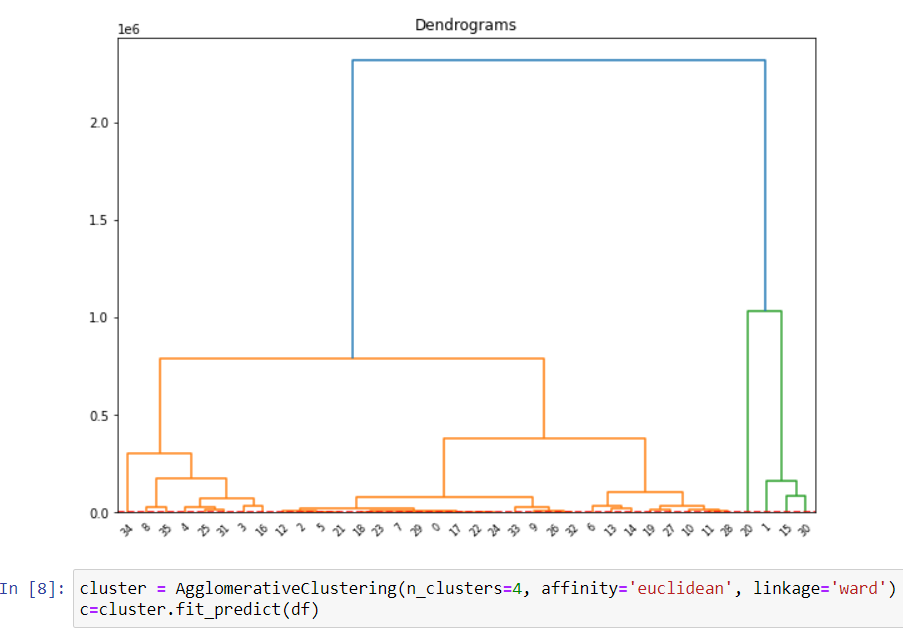 Dendrograms
1e6
2.0
1.5
1.0
0.5
0.0
34 8 35 4 25 31 3 16 12 2 5 21 18 23 7 29 0 17 22 24 33 9 26 32 6 13 14 19 27 10 11 28 20 1 15 30
In [8]: cluster = AgglomerativeClustering(n_clusters=4, affinity='euclidean', linkage='ward')
c=cluster.fit_predict(df)